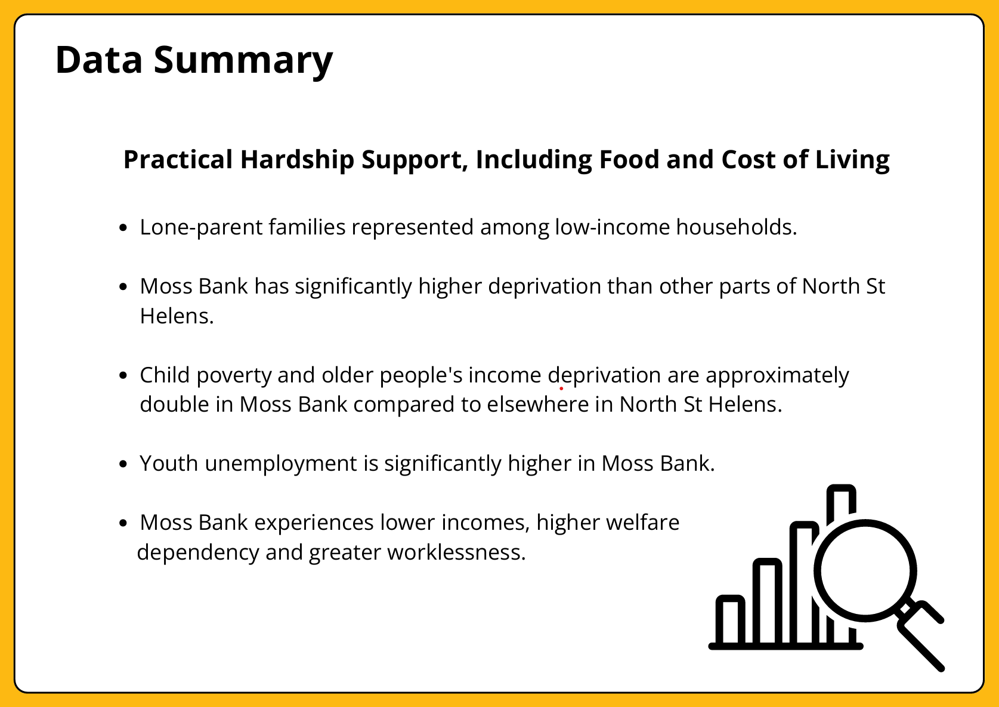 Data Summary
Practical Hardship Support, Including Food and Cost of Living
• Lone-parent families represented among low-income households.
• Moss Bank has significantly higher deprivation than other parts of North St
Helens.
• Child poverty and older people's income deprivation are approximately
double in Moss Bank compared to elsewhere in North St Helens.
• Youth unemployment is significantly higher in Moss Bank.
• Moss Bank experiences lower incomes, higher welfare
dependency and greater worklessness.